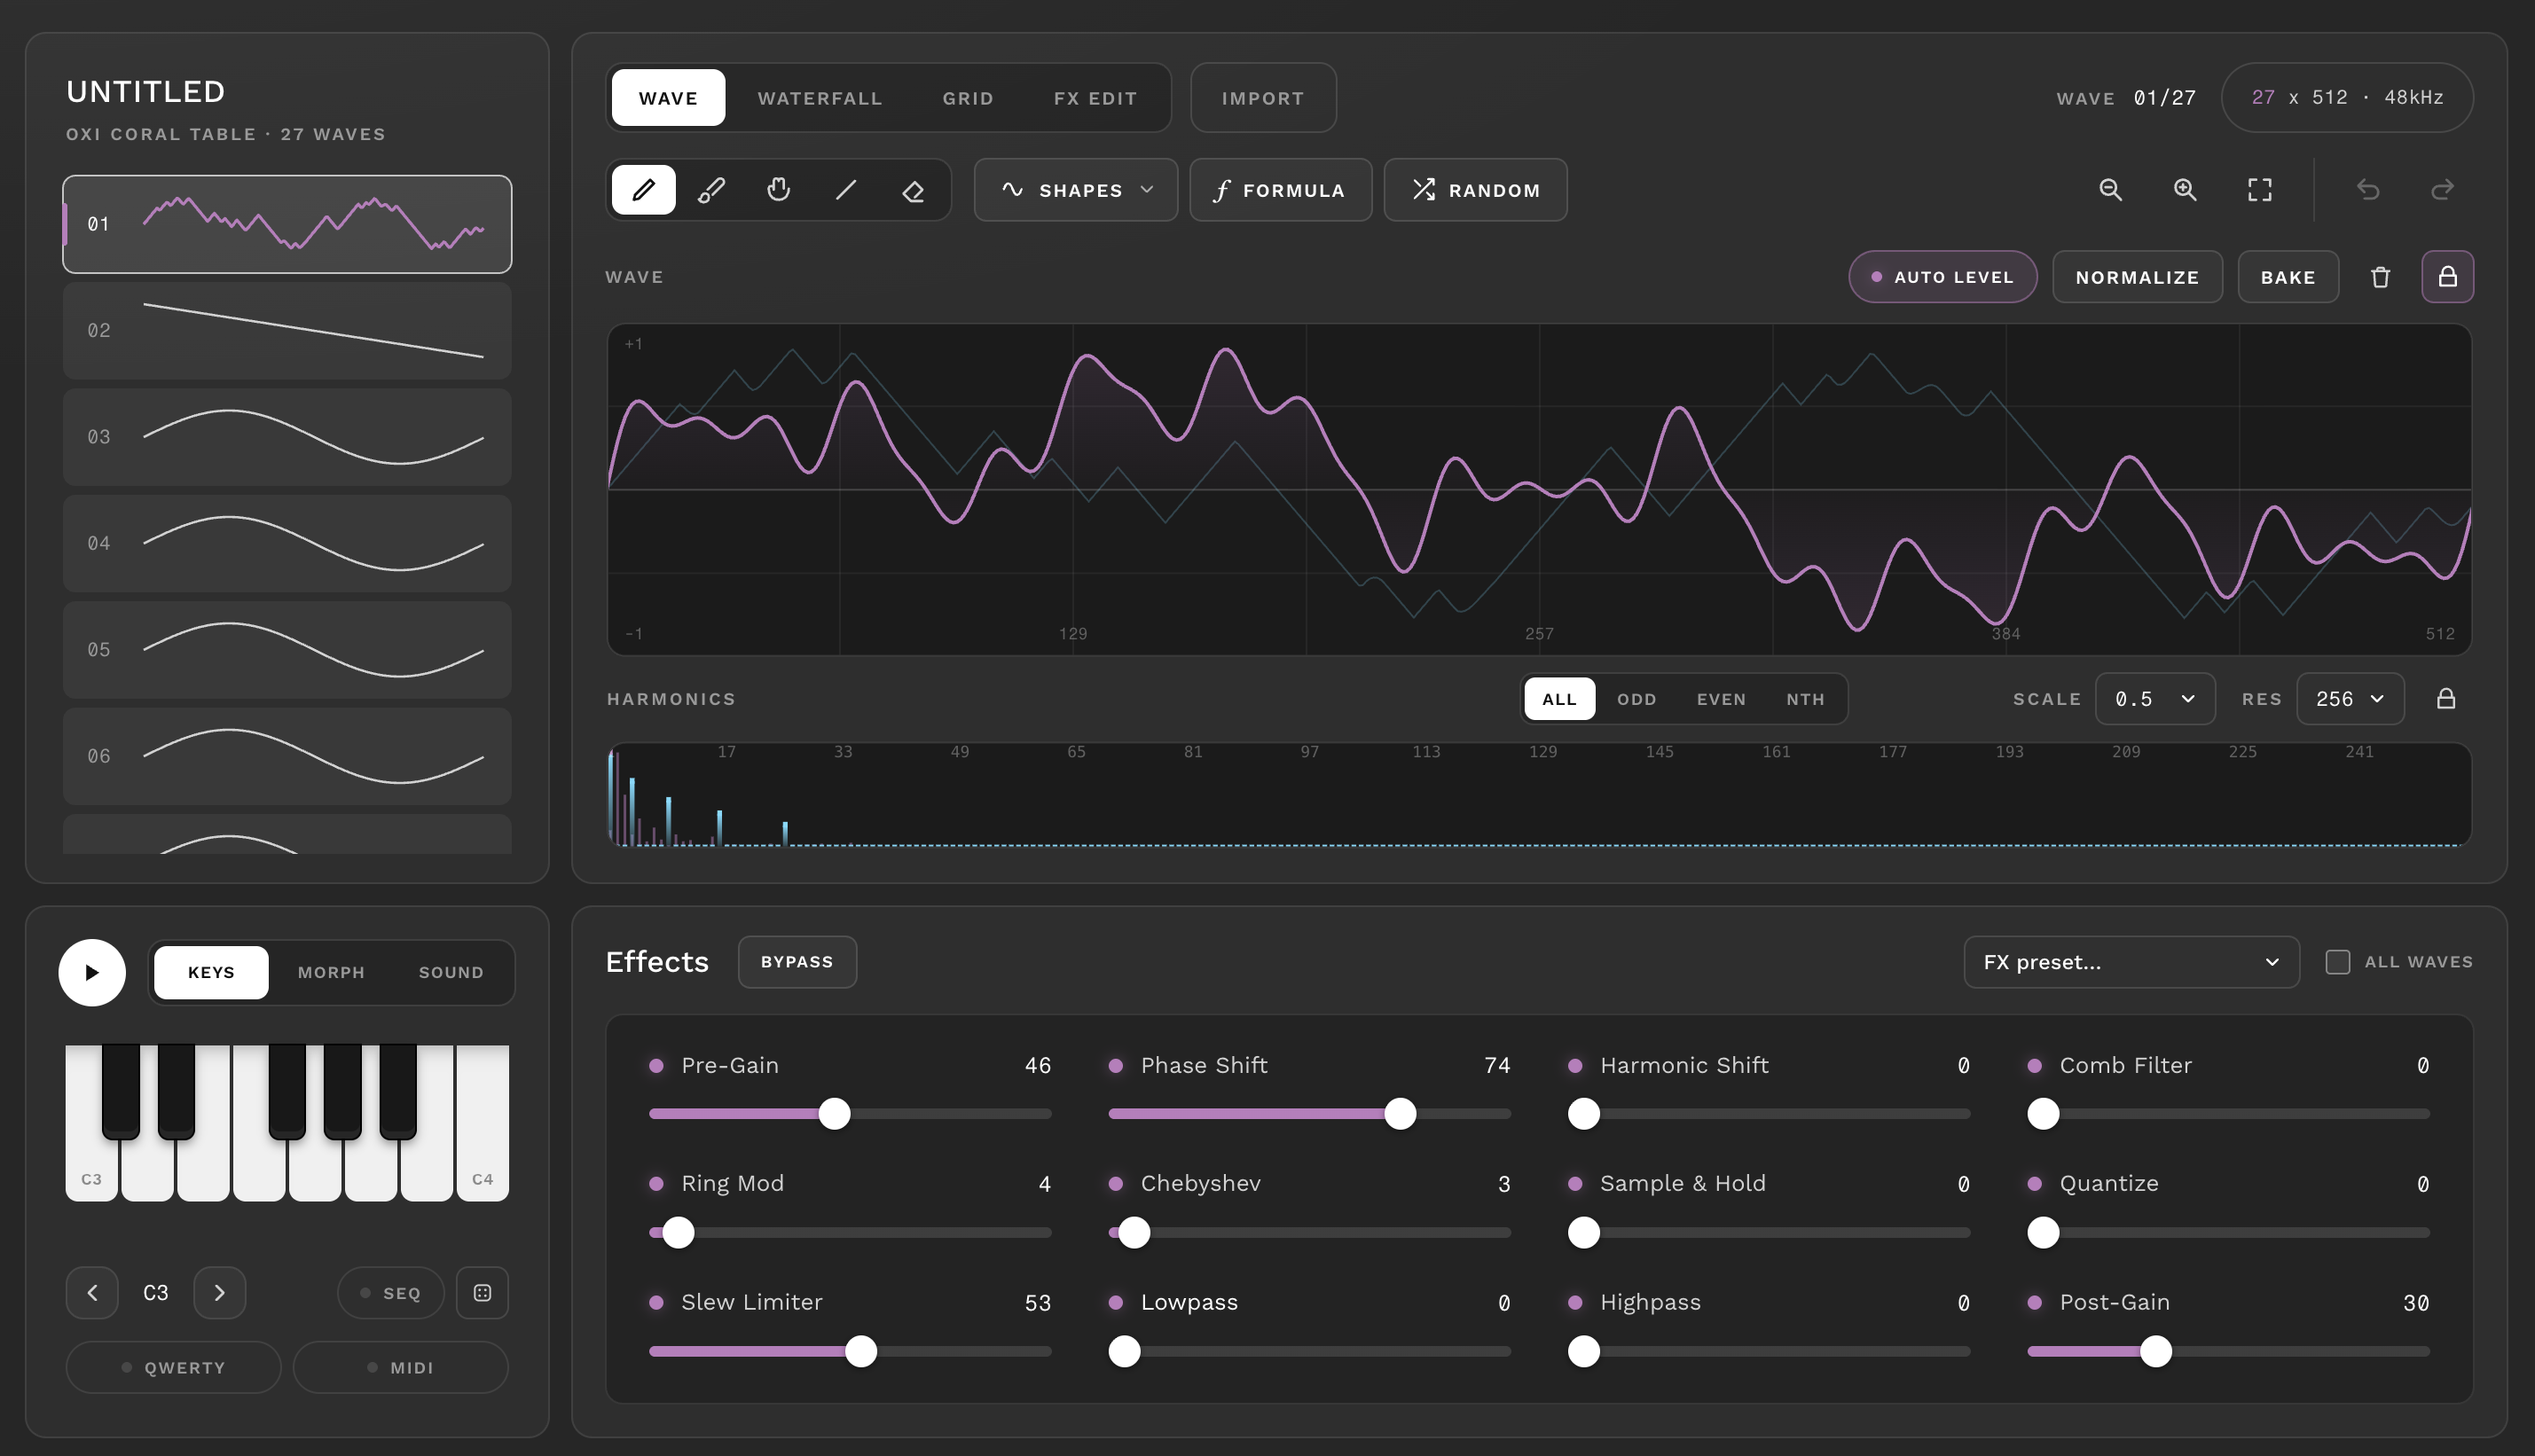 UNTITLED
OXI CORAL TABLE · 27 WAVES
01
02
03
04
05
06
WAVE WATERFALL GRID FX EDIT IMPORT
WAVE 01/27 27 x 512 · 48kHz
SHAPES FORMULA RANDOM
WAVE
AUTO LEVEL NORMALIZE BAKE
+1
-1 129 257 384 512
HARMONICS
ALL ODD EVEN NTH
SCALE 0.5 RES 256
17 33 49 65 81 97 113 129 145 161 177 193 209 225 241
KEYS MORPH SOUND
C3 C4
C3 SEQ
QWERTY MIDI
Effects BYPASS
FX preset... ALL WAVES
Pre-Gain 46 Phase Shift 74 Harmonic Shift 0 Comb Filter 0
Ring Mod 4 Chebyshev 3 Sample & Hold 0 Quantize 0
Slew Limiter 53 Lowpass 0 Highpass 0 Post-Gain 30